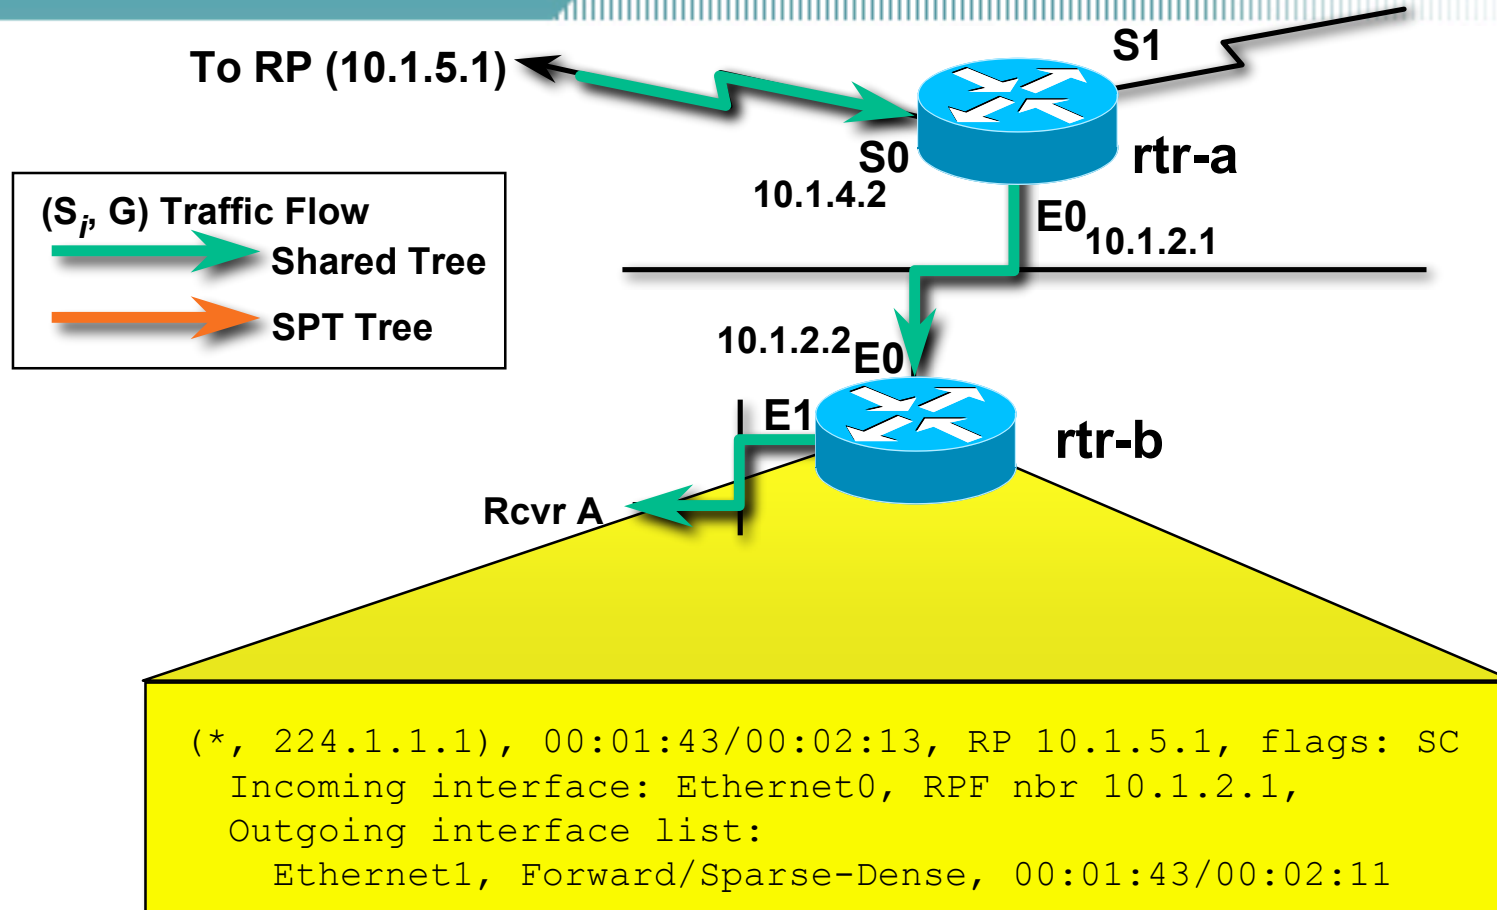 S1
To RP (10.1.5.1)
rtr-a
S0
10.1.4.2
(Si, G) Traffic Flow
Shared Tree
SPT Tree
E0
10.1.2.1
10.1.2.2
E0
E1
rtr-b
Rcvr A
(*, 224.1.1.1), 00:01:43/00:02:13, RP 10.1.5.1, flags: SC
Incoming interface: Ethernet0, RPF nbr 10.1.2.1,
Outgoing interface list:
Ethernet1, Forward/Sparse-Dense, 00:01:43/00:02:11